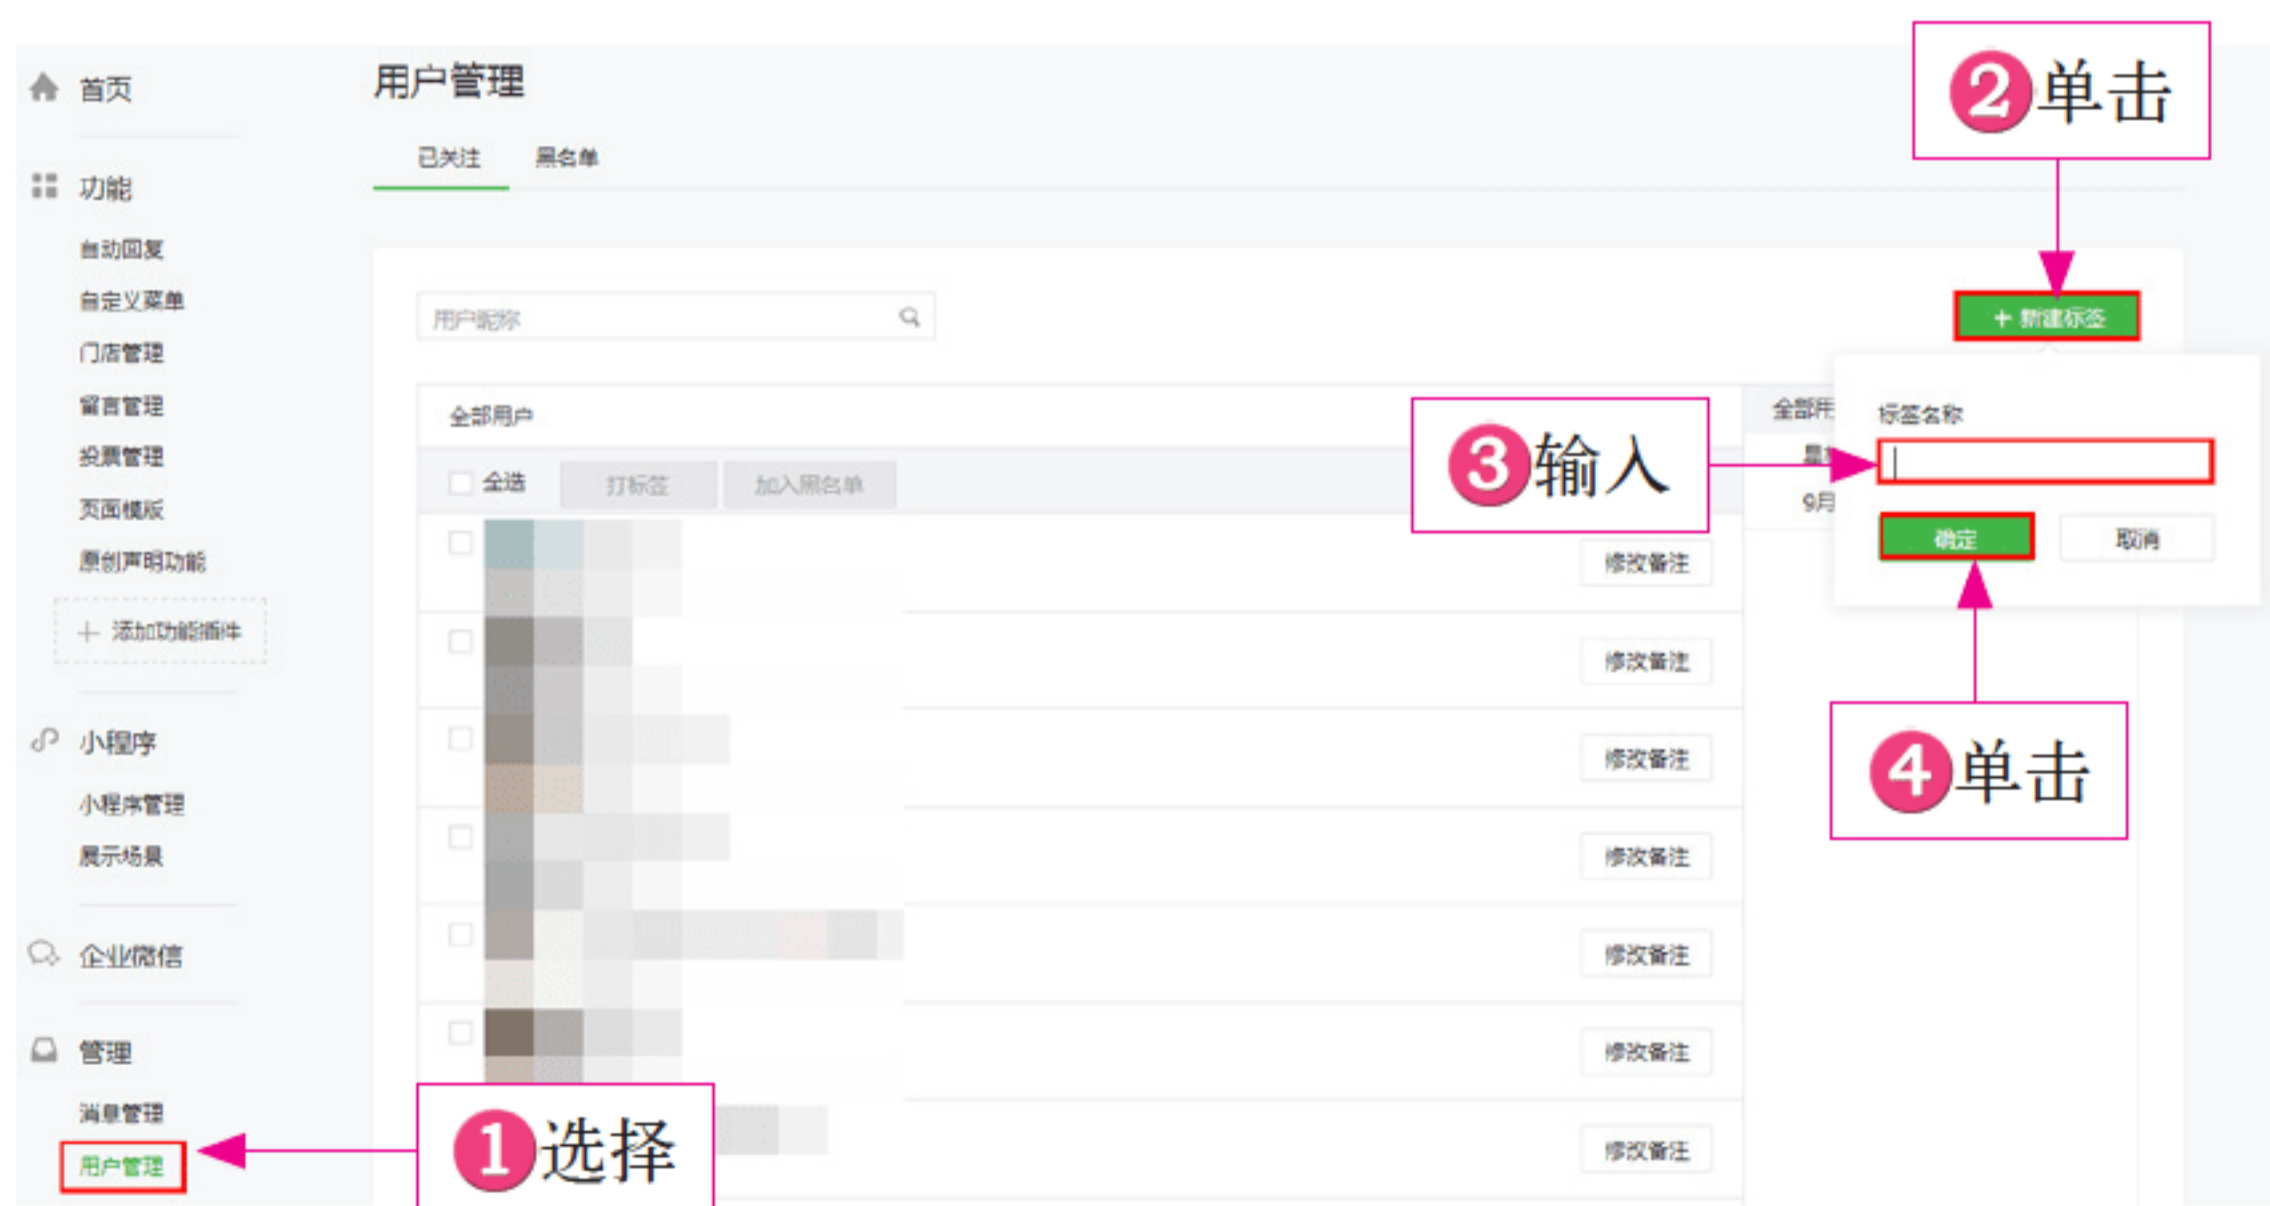 首页
功能
自动回复
自定义菜单
门店管理
留言管理
投票管理
页面模版
原创声明功能
＋ 添加功能插件
小程序
小程序管理
展示场景
企业微信
管理
消息管理
用户管理
❶选择
用户管理
已关注 黑名单
❷单击
用户昵称
＋ 新建标签
全部用户
全选 打标签 加入黑名单
修改备注
修改备注
修改备注
修改备注
修改备注
修改备注
修改备注
全部用
星
9月
❸输入
标签名称
确定 取消
❹单击